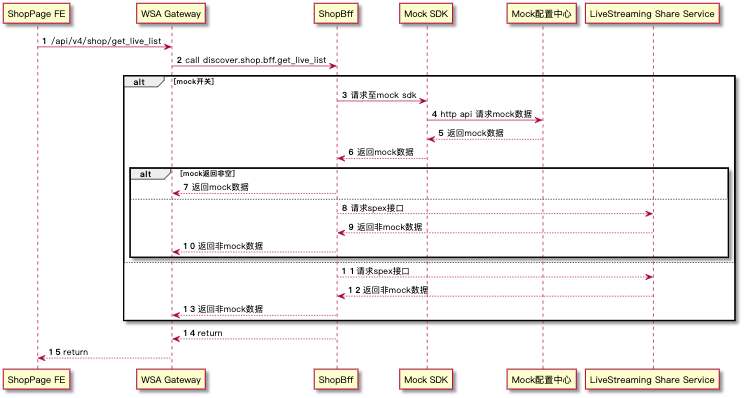 ShopPage FE
WSA Gateway
ShopBff
Mock SDK
Mock配置中心
LiveStreaming Share Service
1 /api/v4/shop/get_live_list
2 call discover.shop.bff.get_live_list
alt [mock开关]
3 请求至mock sdk
4 http api 请求mock数据
5 返回mock数据
6 返回mock数据
alt [mock返回非空]
7 返回mock数据
8 请求spex接口
9 返回非mock数据
10 返回非mock数据
11 请求spex接口
12 返回非mock数据
13 返回非mock数据
14 return
15 return
ShopPage FE
WSA Gateway
ShopBff
Mock SDK
Mock配置中心
LiveStreaming Share Service